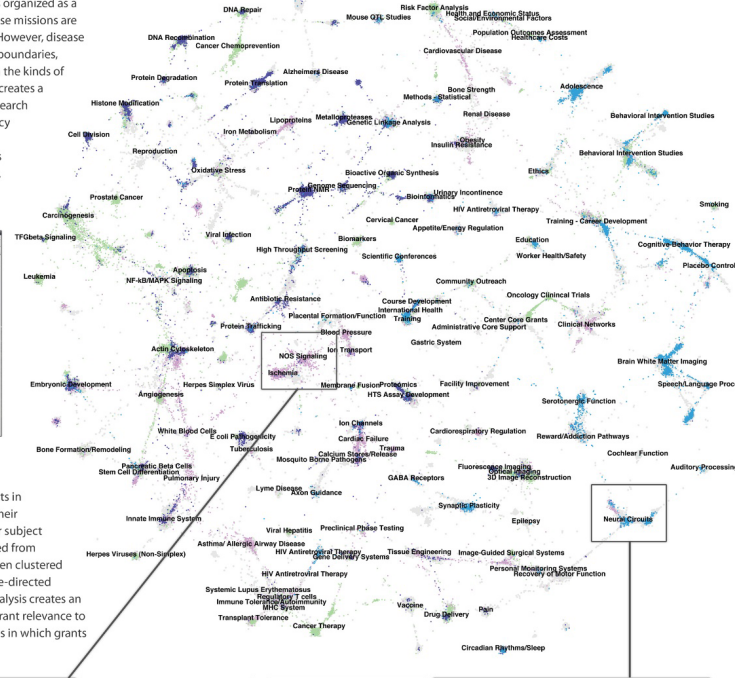 s organized as a
se missions are
However, disease
boundaries,
the kinds of
creates a
search
cy
ts in
heir
r subject
ed from
en clustered
e-directed
alysis creates an
rant relevance to
s in which grants
DNA Repair
Mouse QTL Studies
Risk Factor Analysis
Health and Economic Status
Social/Environmental Factors
Population Outcomes Assessment
Healthcare Costs
DNA Recombination
Cancer Chemoprevention
Cardiovascular Disease
Protein Degradation
Alzheimers Disease
Protein Translation
Bone Strength
Adolescence
Methods - Statistical
Histone Modification
Lipoproteins
Metalloproteases
Genetic Linkage Analysis
Renal Disease
Behavioral Intervention Studies
Cell Division
Iron Metabolism
Obesity
Insulin Resistance
Reproduction
Behavioral Intervention Studies
Oxidative Stress
Bioactive Organic Synthesis
Ethics
Protein NMR
Genome Sequencing
Bioinformatics
Urinary Incontinence
Prostate Cancer
Smoking
Carcinogenesis
Cervical Cancer
HIV Antiretroviral Therapy
Training - Career Development
TFGbeta Signaling
Viral Infection
Biomarkers
Appetite/Energy Regulation
Education
Cognitive Behavior Therapy
High Throughput Screening
Scientific Conferences
Worker Health/Safety
Placebo Control
Leukemia
Apoptosis
NF-kB/MAPK Signaling
Community Outreach
Antibiotic Resistance
Course Development
Oncology Clinincal Trials
Placental Formation/Function
International Health
Training
Center Core Grants
Administrative Core Support
Clinical Networks
Protein Trafficking
Blood Pressure
Gastric System
Actin Cytoskeleton
NOS Signaling
Ion Transport
Ischemia
Brain White Matter Imaging
Embryonic Development
Herpes Simplex Virus
Membrane Fusion
Proteomics
Facility Improvement
Speech/Language Proc
Angiogenesis
HTS Assay Development
Serotonergic Function
White Blood Cells
E coli Pathogenicity
Ion Channels
Cardiac Failure
Cardiorespiratory Regulation
Reward/Addiction Pathways
Bone Formation/Remodeling
Tuberculosis
Trauma
Calcium Stores/Release
Mosquito Borne Pathogens
Cochlear Function
Pancreatic Beta Cells
Stem Cell Differentiation
Pulmonary Injury
GABA Receptors
Fluorescence Imaging
Optical Imaging
3D Image Reconstruction
Auditory Processing
Lyme Disease
Axon Guidance
Synaptic Plasticity
Innate Immune System
Viral Hepatitis
Preclinical Phase Testing
Epilepsy
Neural Circuits
Herpes Viruses (Non-Simplex)
Asthma/ Allergic Airway Disease
HIV Antiretroviral Therapy
Gene Delivery Systems
Tissue Engineering
Image-Guided Surgical Systems
HIV Antiretroviral Therapy
Personal Monitoring Systems
Recovery of Motor Function
Systemic Lupus Erythematosus
Regulatory T cells
Immune Tolerance/Autoimmunity
MHC System
Transplant Tolerance
Vaccine
Drug Delivery
Pain
Cancer Therapy
Circadian Rhythms/Sleep